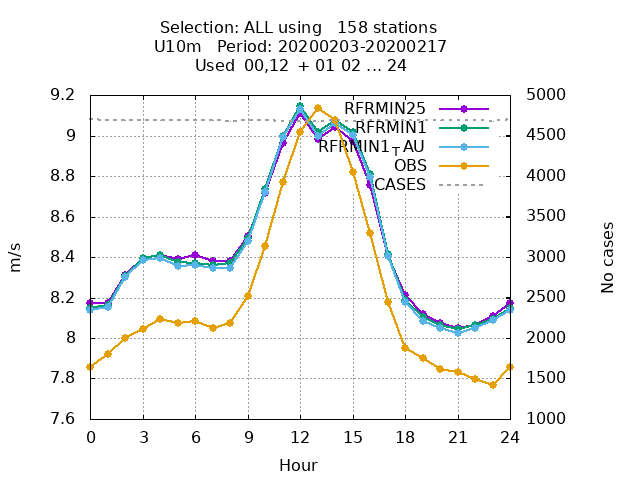 Selection: ALL using   158 stations
U10m   Period: 20200203-20200217
Used  00,12  + 01 02 ... 24
9.2
9
8.8
8.6
8.4
8.2
8
7.8
7.6
m/s
RFRMIN25
RFRMIN1
RFRMIN1┬AU
OBS
CASES
5000
4500
4000
3500
3000
2500
2000
1500
1000
No cases
0 3 6 9 12 15 18 21 24
Hour